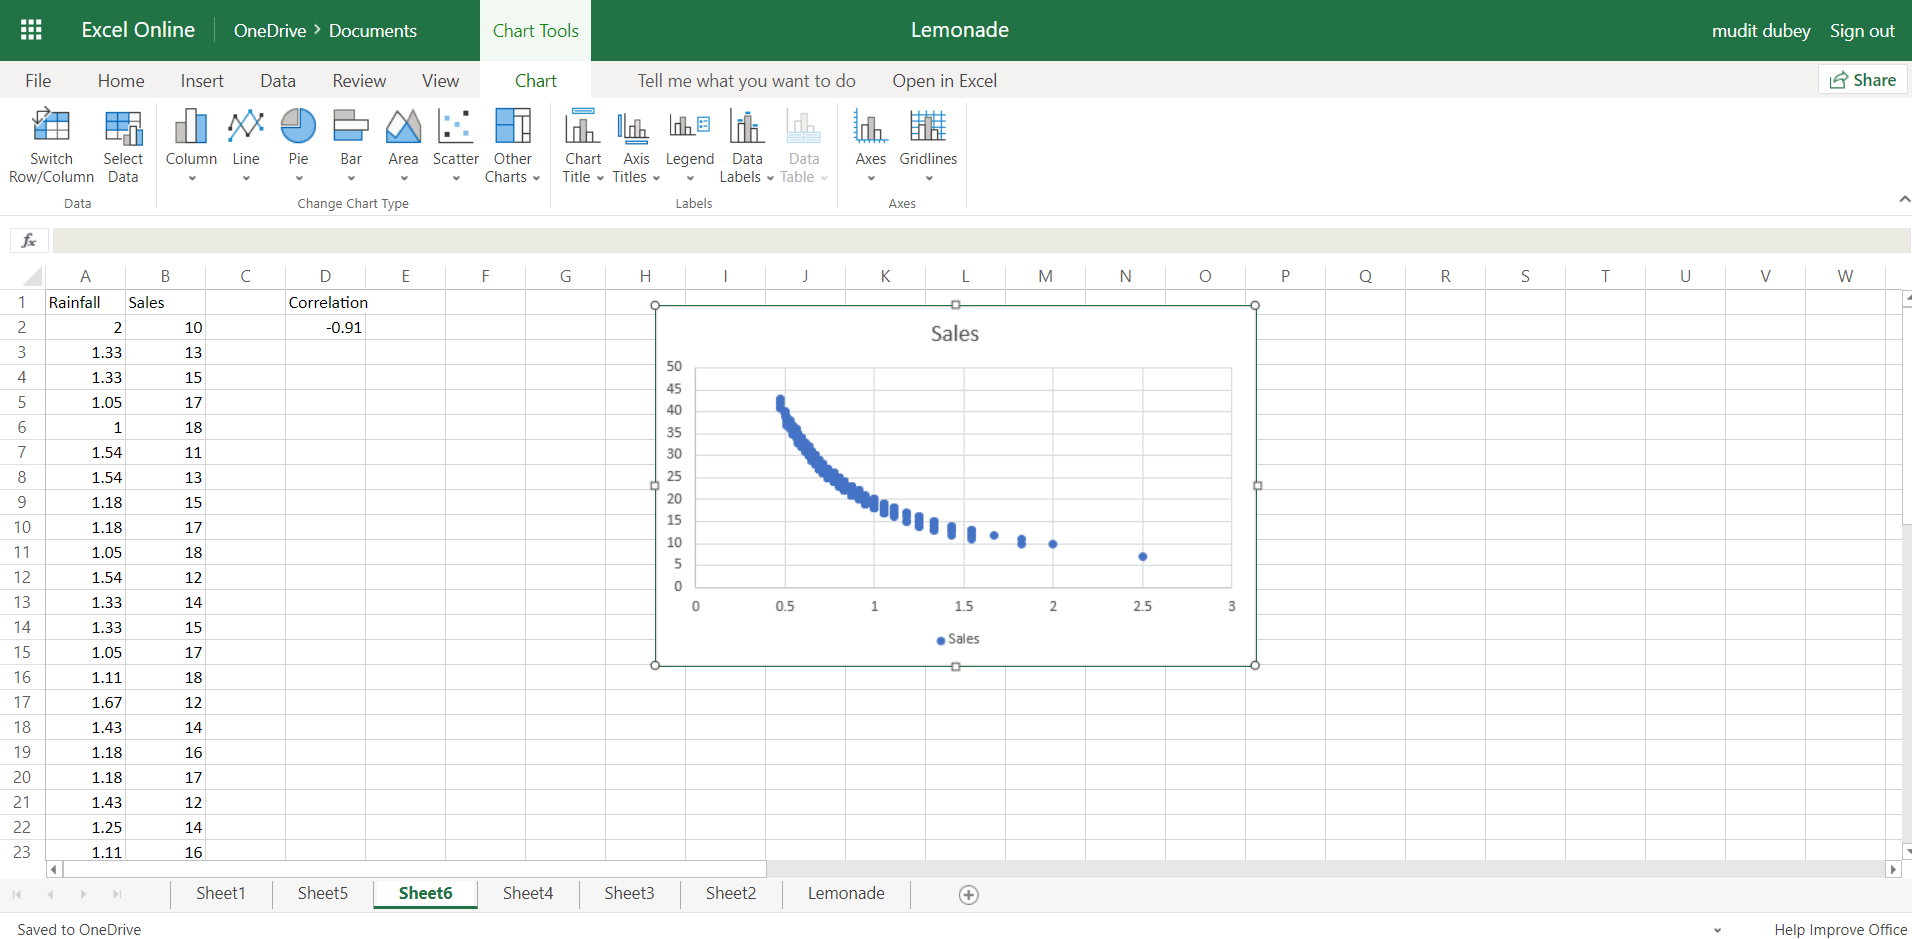 Excel Online OneDrive > Documents Chart Tools Lemonade mudit dubey Sign out
File Home Insert Data Review View Chart Tell me what you want to do Open in Excel Share
Switch Row/Column Select Data Column Line Pie Bar Area Scatter Other Charts Chart Title Axis Titles Legend Data Labels Data Table Axes Gridlines
Data Change Chart Type Labels Axes
fx
A B C D E F G H I J K L M N O P Q R S T U V W
1 Rainfall Sales Correlation
2 2 10 -0.91
3 1.33 13
4 1.33 15
5 1.05 17
6 1 18
7 1.54 11
8 1.54 13
9 1.18 15
10 1.18 17
11 1.05 18
12 1.54 12
13 1.33 14
14 1.33 15
15 1.05 17
16 1.11 18
17 1.67 12
18 1.43 14
19 1.18 16
20 1.18 17
21 1.43 12
22 1.25 14
23 1.11 16
Sales
50
45
40
35
30
25
20
15
10
5
0
0 0.5 1 1.5 2 2.5 3
Sales
Sheet1 Sheet5 Sheet6 Sheet4 Sheet3 Sheet2 Lemonade
Saved to OneDrive Help Improve Office